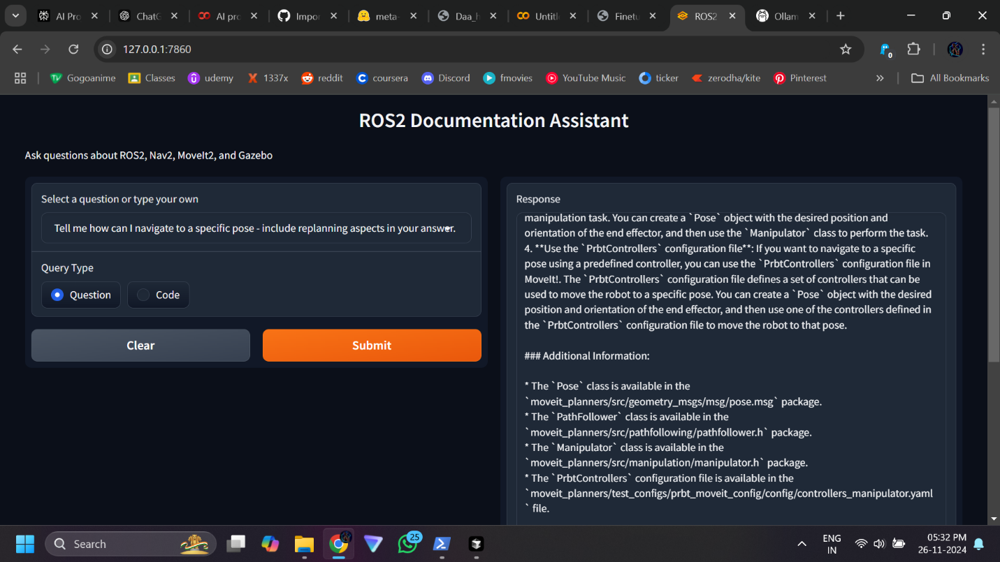 AI Pro
ChatG
AI pro
Impor
meta-
Daa_h
Untitle
Finetu
ROS2
Ollam
127.0.0.1:7860
0
Gogoanime
Classes
udemy
1337x
reddit
coursera
Discord
fmovies
YouTube Music
ticker
zerodha/kite
Pinterest
All Bookmarks
ROS2 Documentation Assistant
Ask questions about ROS2, Nav2, MoveIt2, and Gazebo
Select a question or type your own
Tell me how can I navigate to a specific pose - include replanning aspects in your answer.
Query Type
Question
Code
Clear
Submit
Response
manipulation task. You can create a `Pose` object with the desired position and
orientation of the end effector, and then use the `Manipulator` class to perform the task.
4. **Use the `PrbtControllers` configuration file**: If you want to navigate to a specific
pose using a predefined controller, you can use the `PrbtControllers` configuration file in
MoveIt!. The `PrbtControllers` configuration file defines a set of controllers that can be
used to move the robot to a specific pose. You can create a `Pose` object with the desired
position and orientation of the end effector, and then use one of the controllers defined in
the `PrbtControllers` configuration file to move the robot to that pose.
### Additional Information:
* The `Pose` class is available in the
`moveit_planners/src/geometry_msgs/msg/pose.msg` package.
* The `PathFollower` class is available in the
`moveit_planners/src/pathfollowing/pathfollower.h` package.
* The `Manipulator` class is available in the
`moveit_planners/src/manipulation/manipulator.h` package.
* The `PrbtControllers` configuration file is available in the
`moveit_planners/test_configs/prbt_moveit_config/config/controllers_manipulator.yaml
` file.
Search
25
ENG
IN
05:32 PM
26-11-2024